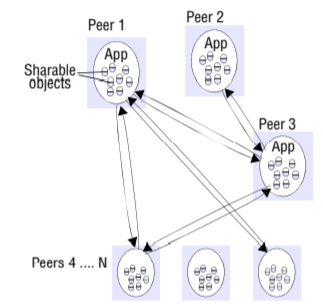 Peer 1
Peer 2
App
App
Sharable
objects
Peer 3
App
Peers 4 .... N